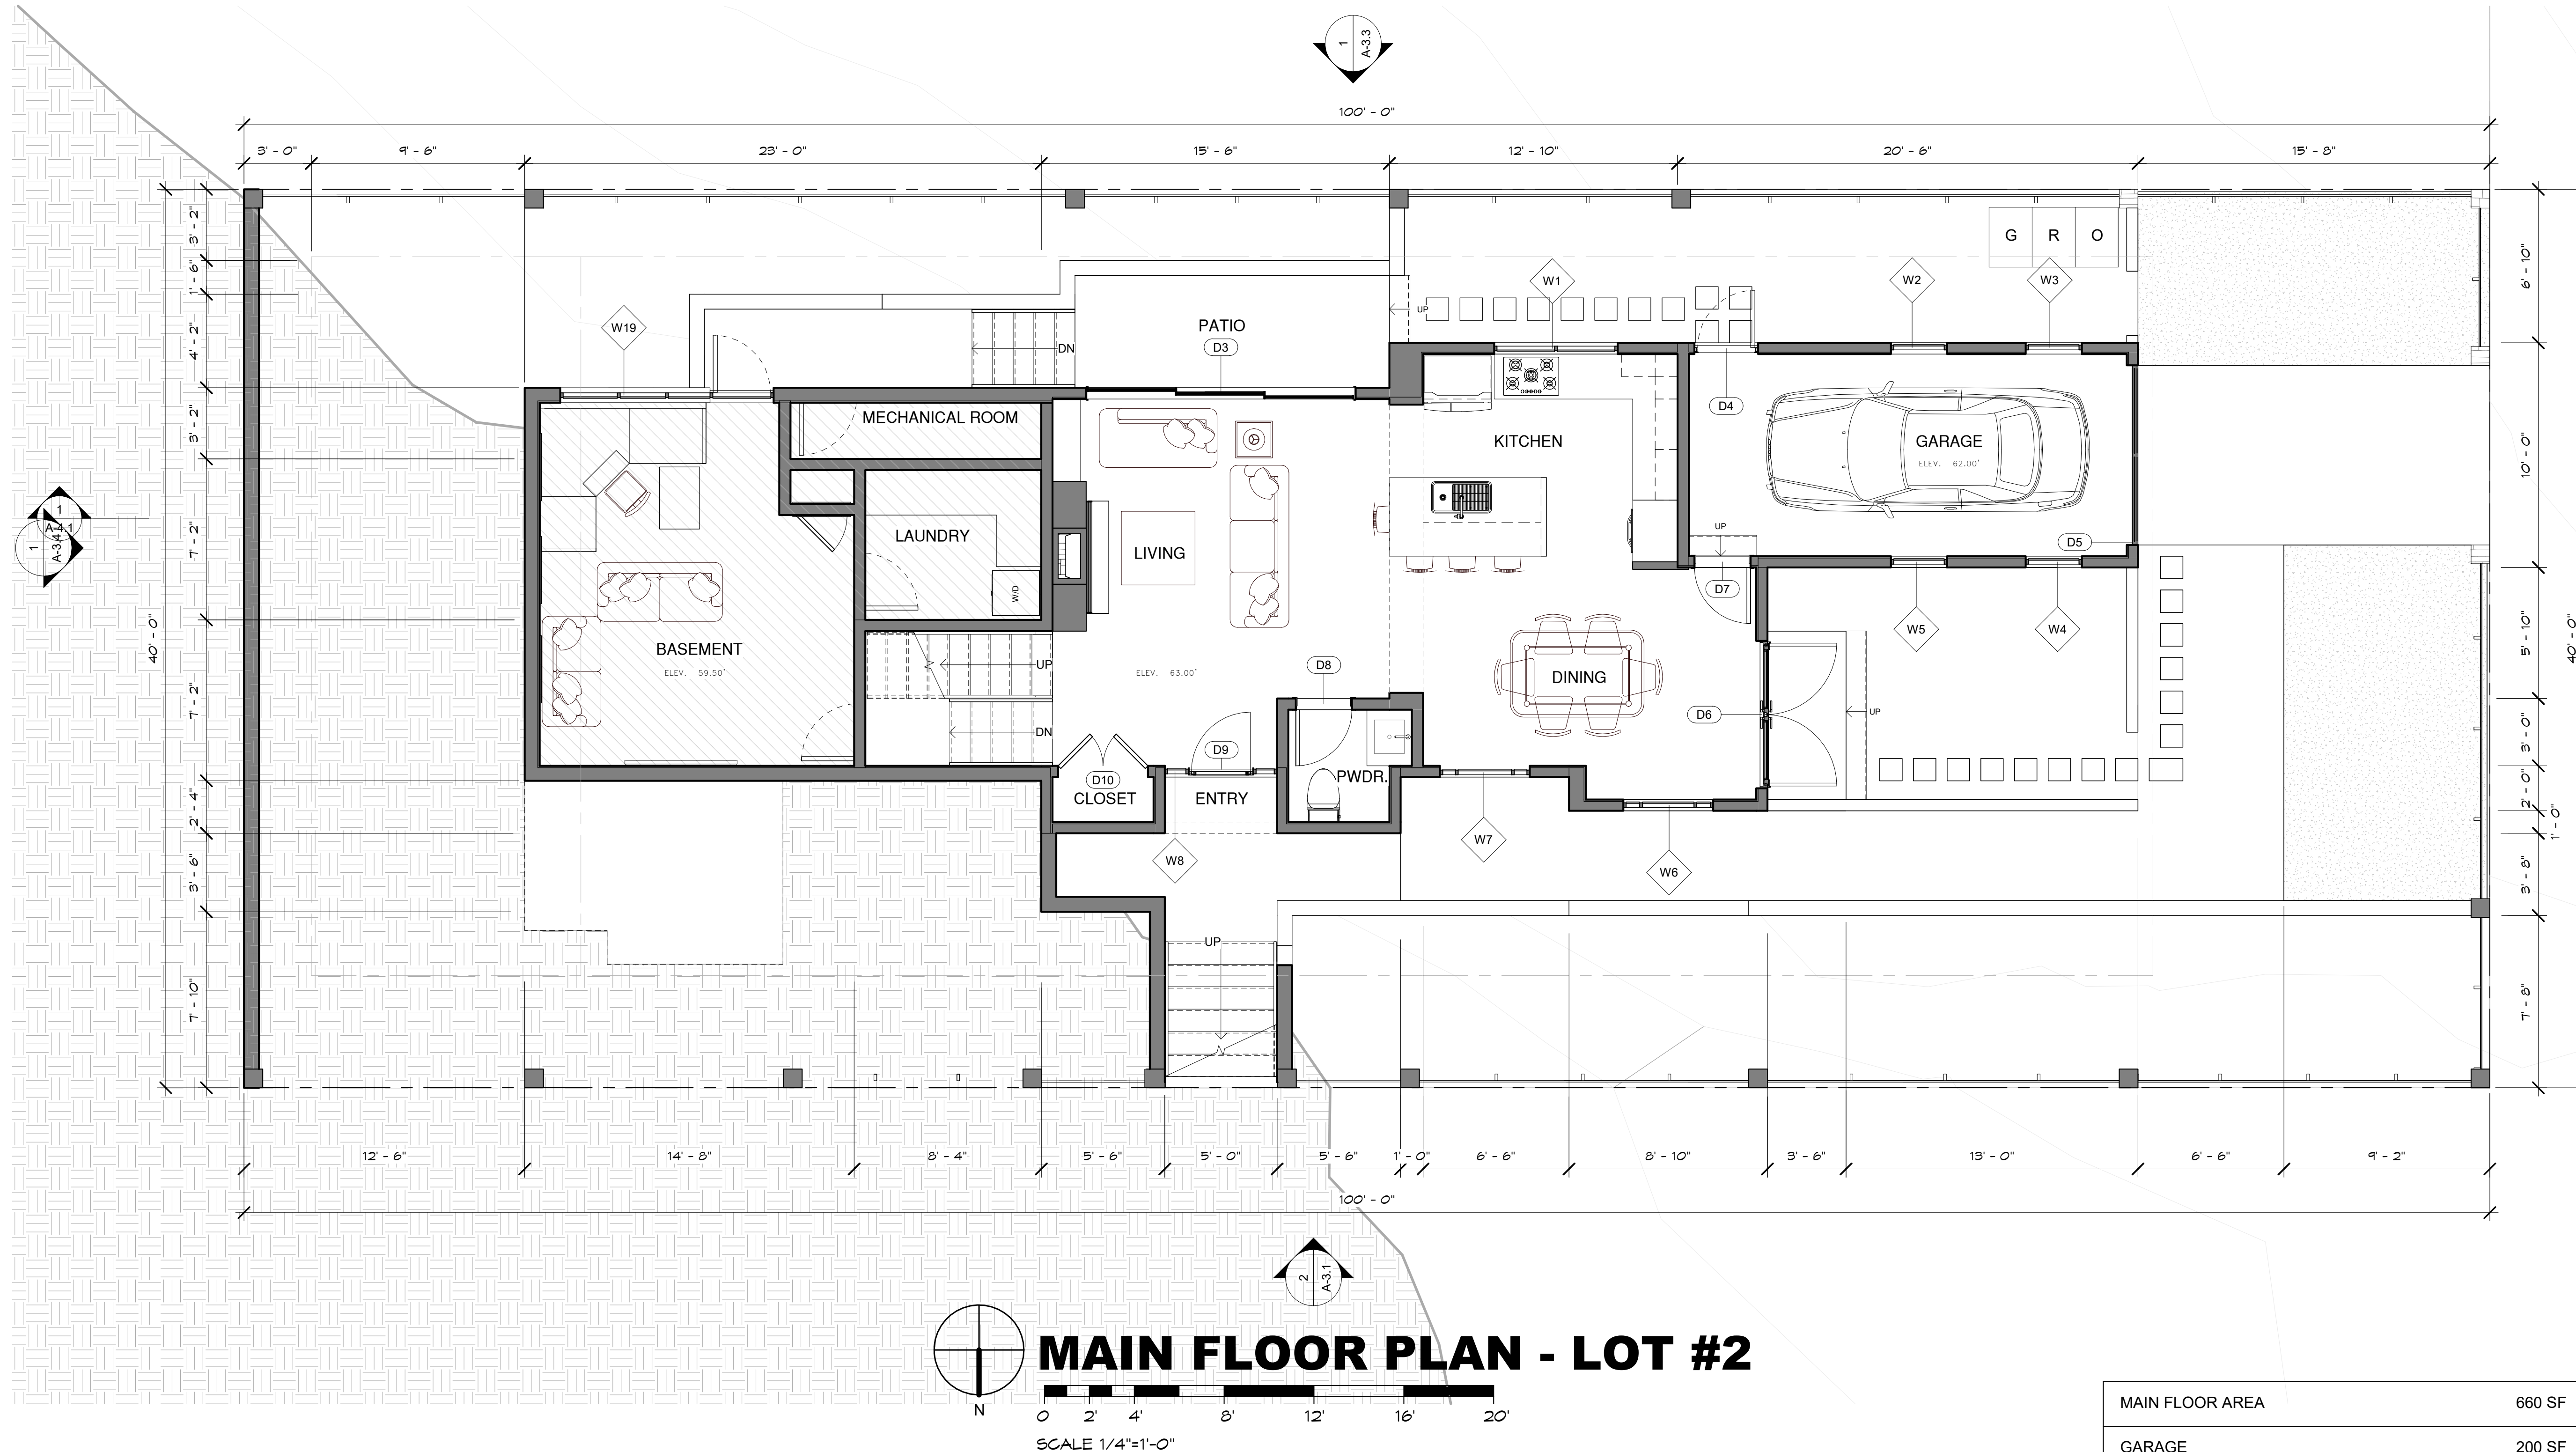 1
A-3.3
100' - 0"
3' - 0"
9' - 6"
23' - 0"
15' - 6"
12' - 10"
20' - 6"
15' - 8"
3' - 2"
1' - 6"
4' - 2"
3' - 2"
7' - 2"
7' - 2"
2' - 4"
3' - 6"
7' - 10"
40' - 0"
6' - 10"
10' - 0"
5' - 10"
3' - 0"
2' - 0"
1' - 0"
3' - 8"
7' - 8"
40' - 0"
G R O
W1
W2
W3
UP
W19
PATIO
D3
DN
MECHANICAL ROOM
D4
KITCHEN
GARAGE
ELEV. 62.00'
1
A-4.1
1
A-3.4
LAUNDRY
LIVING
UP
D5
W/D
D7
BASEMENT
ELEV. 59.50'
UP
ELEV. 63.00'
D8
DINING
W5
W4
D6
UP
DN
D9
D10
CLOSET
ENTRY
PWDR.
W8
W7
W6
UP
12' - 6"
14' - 8"
8' - 4"
5' - 6"
5' - 0"
5' - 6"
1' - 0"
6' - 6"
8' - 10"
3' - 6"
13' - 0"
6' - 6"
9' - 2"
100' - 0"
2
A-3.1
MAIN FLOOR PLAN - LOT #2
N
0 2' 4' 8' 12' 16' 20'
SCALE 1/4"=1'-0"
MAIN FLOOR AREA 660 SF
GARAGE 200 SF